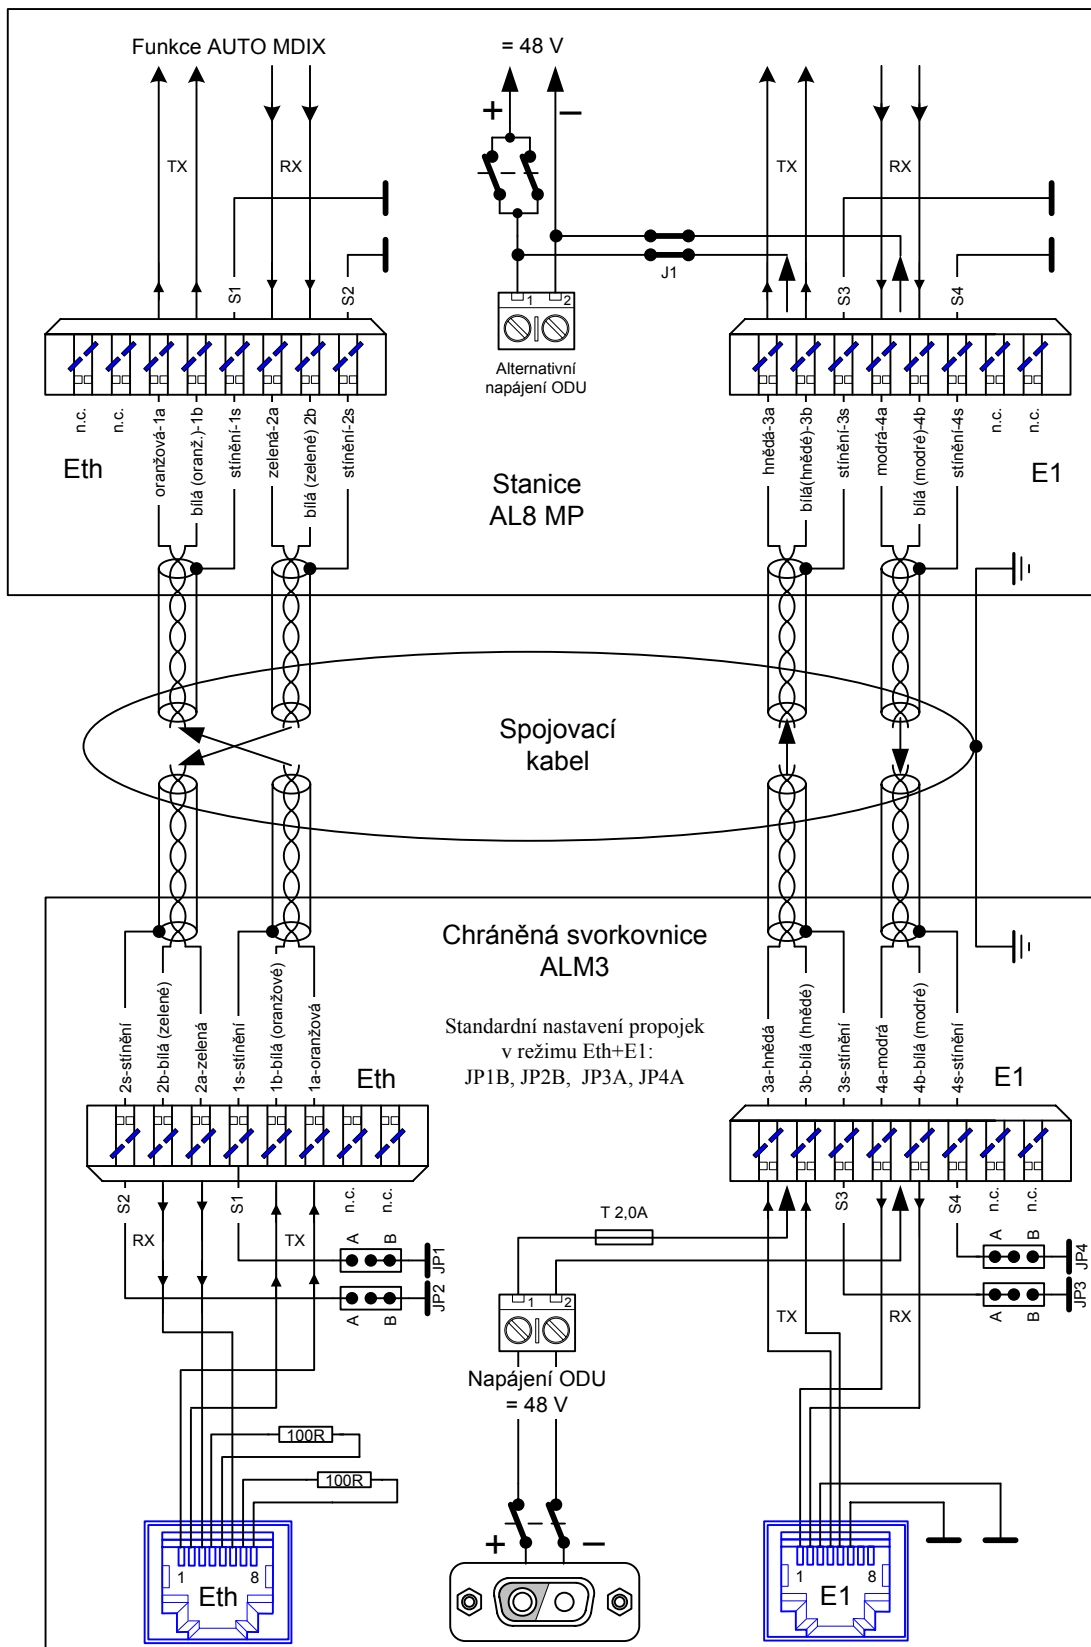 Funkce AUTO MDIX
= 48 V
+
−
TX
RX
TX
RX
S1
S2
J1
S3
S4
1
2
Alternativní
napájení ODU
n.c.
n.c.
oranžová-1a
bílá (oranž.)-1b
stínění-1s
zelená-2a
bílá (zelené) 2b
stínění-2s
hnědá-3a
bílá(hnědé)-3b
stínění-3s
modrá-4a
bílá (modré)-4b
stínění-4s
n.c.
n.c.
Eth
E1
Stanice
AL8 MP
Spojovací
kabel
Chráněná svorkovnice
ALM3
Standardní nastavení propojek
v režimu Eth+E1:
JP1B, JP2B, JP3A, JP4A
2s-stínění
2b-bílá (zelené)
2a-zelená
1s-stínění
1b-bílá (oranžové)
1a-oranžová
Eth
3a-hnědá
3b-bílá (hnědé)
3s-stínění
4a-modrá
4b-bílá (modré)
4s-stínění
E1
S2
RX
S1
TX
n.c.
n.c.
T 2,0A
S3
S4
n.c.
n.c.
A
B
JP1
A
B
JP2
A
B
JP4
A
B
JP3
1
2
TX
RX
Napájení ODU
= 48 V
100R
100R
+
−
1
8
Eth
1
8
E1